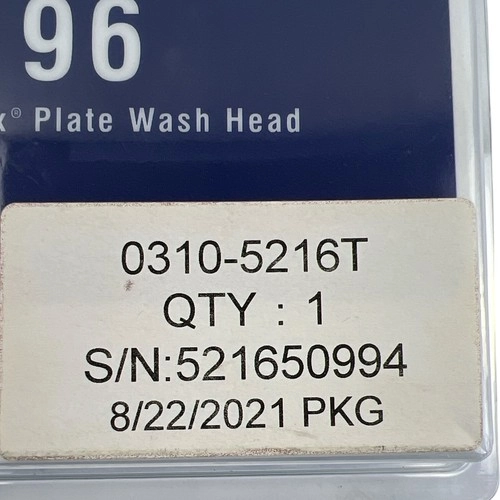 96
® Plate Wash Head
0310-5216T
QTY : 1
S/N:521650994
8/22/2021 PKG